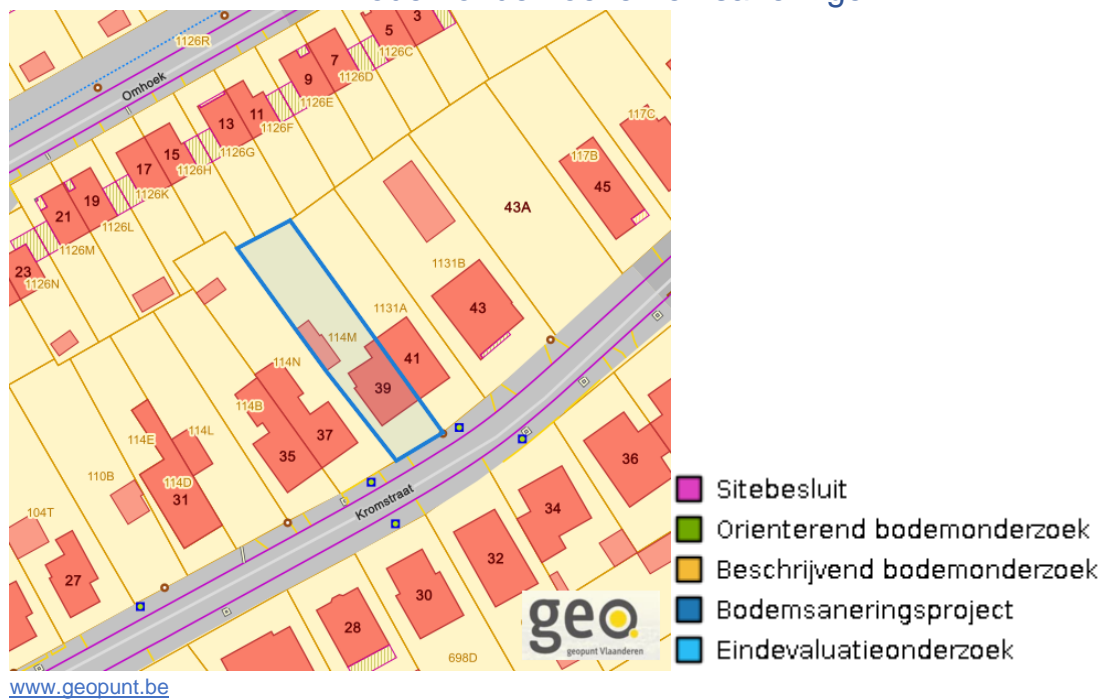 1126R
3
5
1126C
7
1126D
9
1126E
Omhoek
11
13
1126F
1126G
15
17
1126H
1126K
19
21
1126L
1126M
23
1126N
117C
117B
45
43A
1131B
43
1131A
41
114M
39
114N
114B
37
35
114E
114L
114D
31
110B
104T
27
Kromstraat
36
34
32
30
28
698D
geo.
geopunt Vlaanderen
Sitebesluit
Orienterend bodemonderzoek
Beschrijvend bodemonderzoek
Bodemsaneringsproject
Eindevaluatieonderzoek
www.geopunt.be